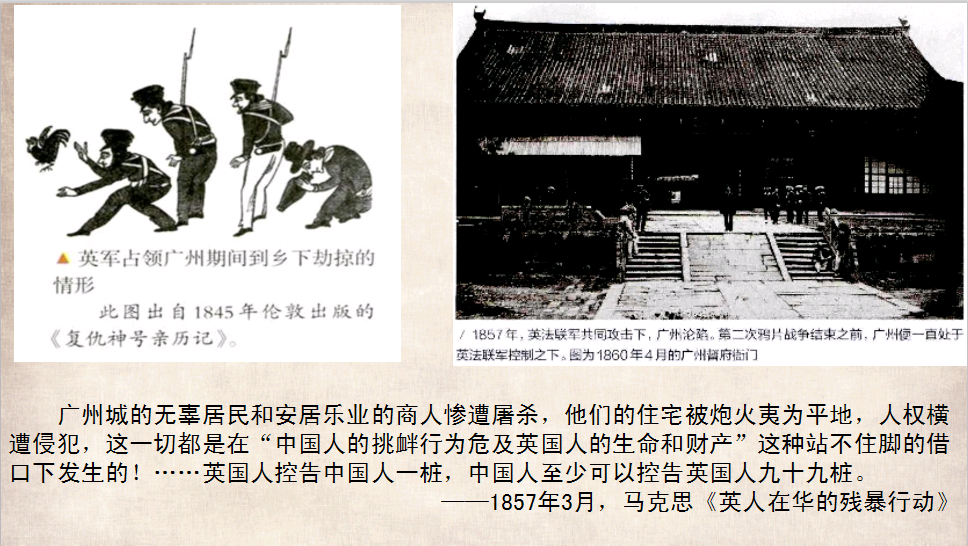 ▲ 英军占领广州期间到乡下劫掠的
情形
此图出自1845年伦敦出版的
《复仇神号亲历记》。
/ 1857年，英法联军共同攻击下，广州沦陷。第二次鸦片战争结束之前，广州便一直处于
英法联军控制之下。图为1860年4月的广州督府衙门
广州城的无辜居民和安居乐业的商人惨遭屠杀，他们的住宅被炮火夷为平地，人权横
遭侵犯，这一切都是在“中国人的挑衅行为危及英国人的生命和财产”这种站不住脚的借
口下发生的！……英国人控告中国人一桩，中国人至少可以控告英国人九十九桩。
——1857年3月，马克思《英人在华的残暴行动》